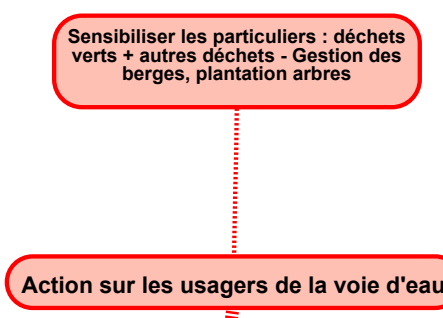 Sensibiliser les particuliers : déchets
verts + autres déchets - Gestion des
berges, plantation arbres
Action sur les usagers de la voie d'eau